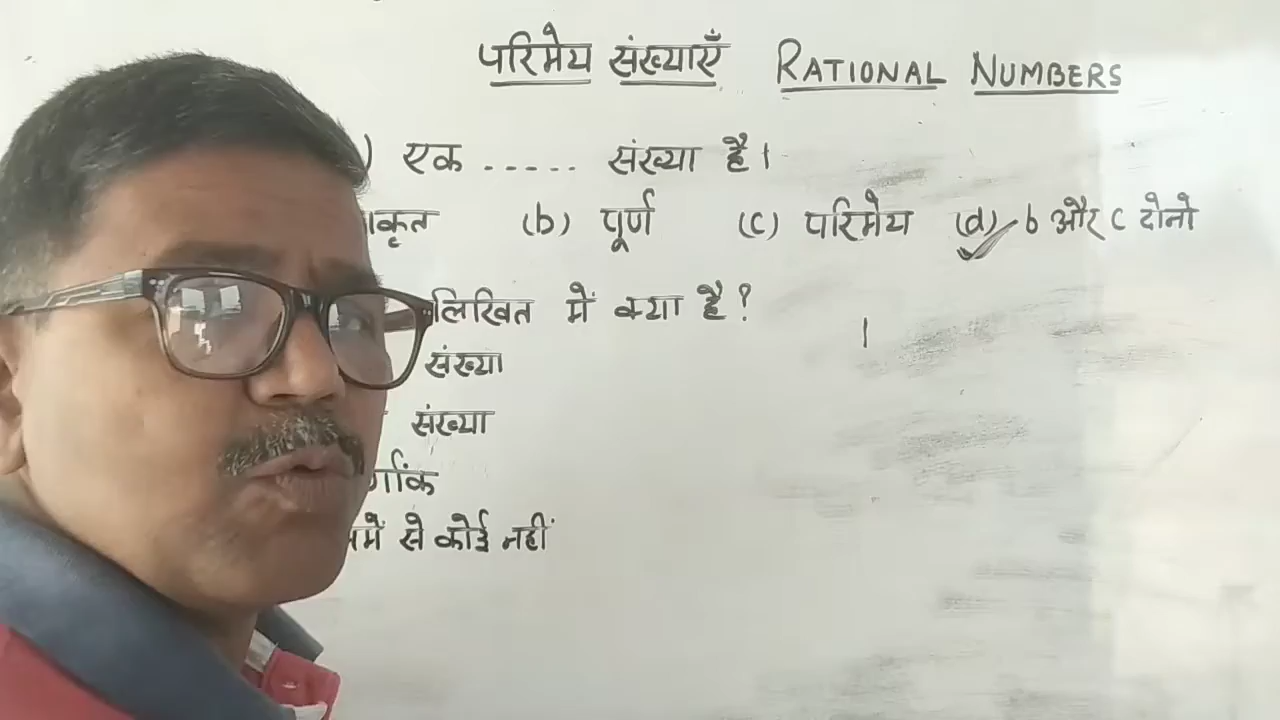 परिमेय संख्याएँ RATIONAL NUMBERS
) एक ..... संख्या है।
(b) पूर्ण (c) परिमेय (d) b और c दोनो
में क्या है?
संख्या
संख्या
से कोई नहीं